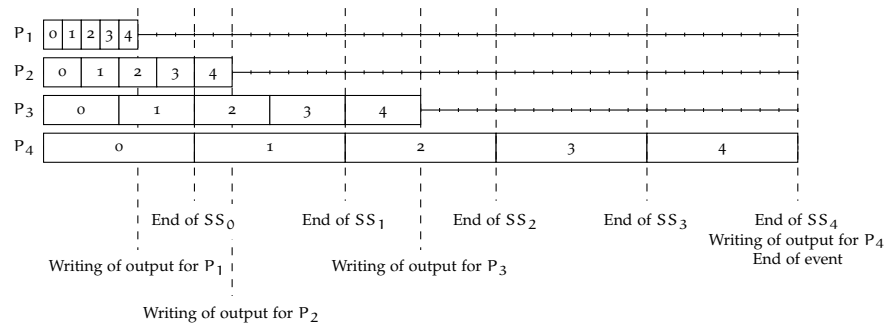 P₁ 0 1 2 3 4
P₂ 0 1 2 3 4
P₃ 0 1 2 3 4
P₄ 0 1 2 3 4
End of SS₀ End of SS₁ End of SS₂ End of SS₃ End of SS₄
Writing of output for P₄
Writing of output for P₁ Writing of output for P₃ End of event
Writing of output for P₂